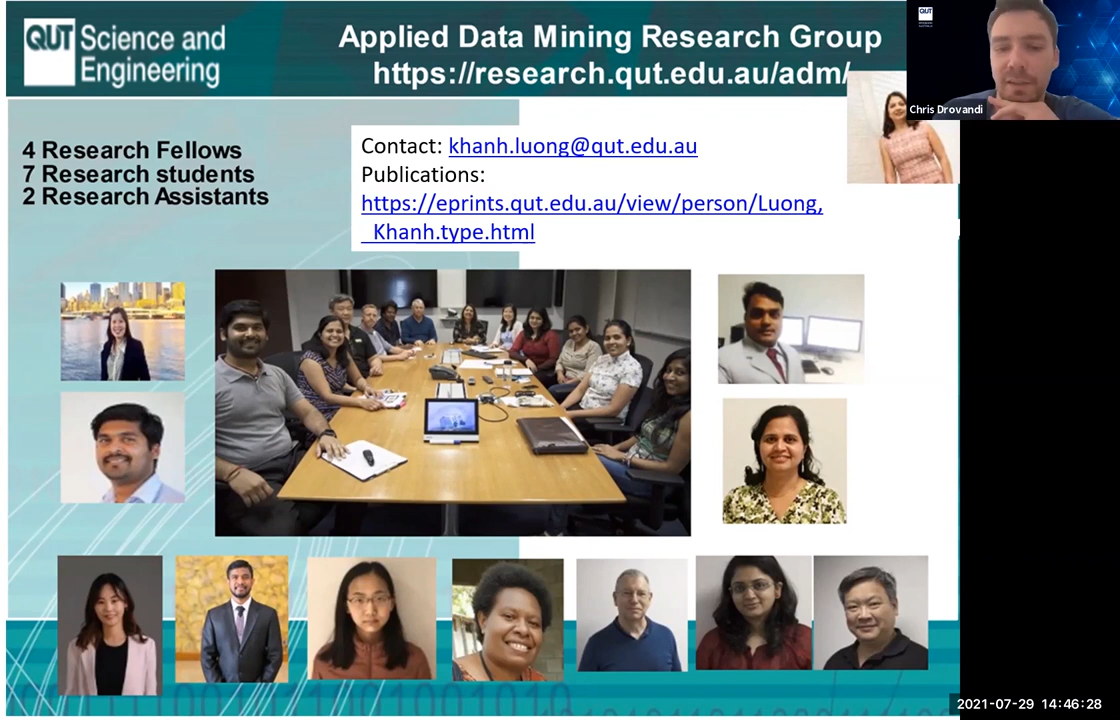 QUT Science and
Engineering
Applied Data Mining Research Group
https://research.qut.edu.au/adm/
QUT
Chris Drovandi
4 Research Fellows
7 Research students
2 Research Assistants
Contact: khanh.luong@qut.edu.au
Publications:
https://eprints.qut.edu.au/view/person/Luong,
_Khanh.type.html
2021-07-29 14:46:28